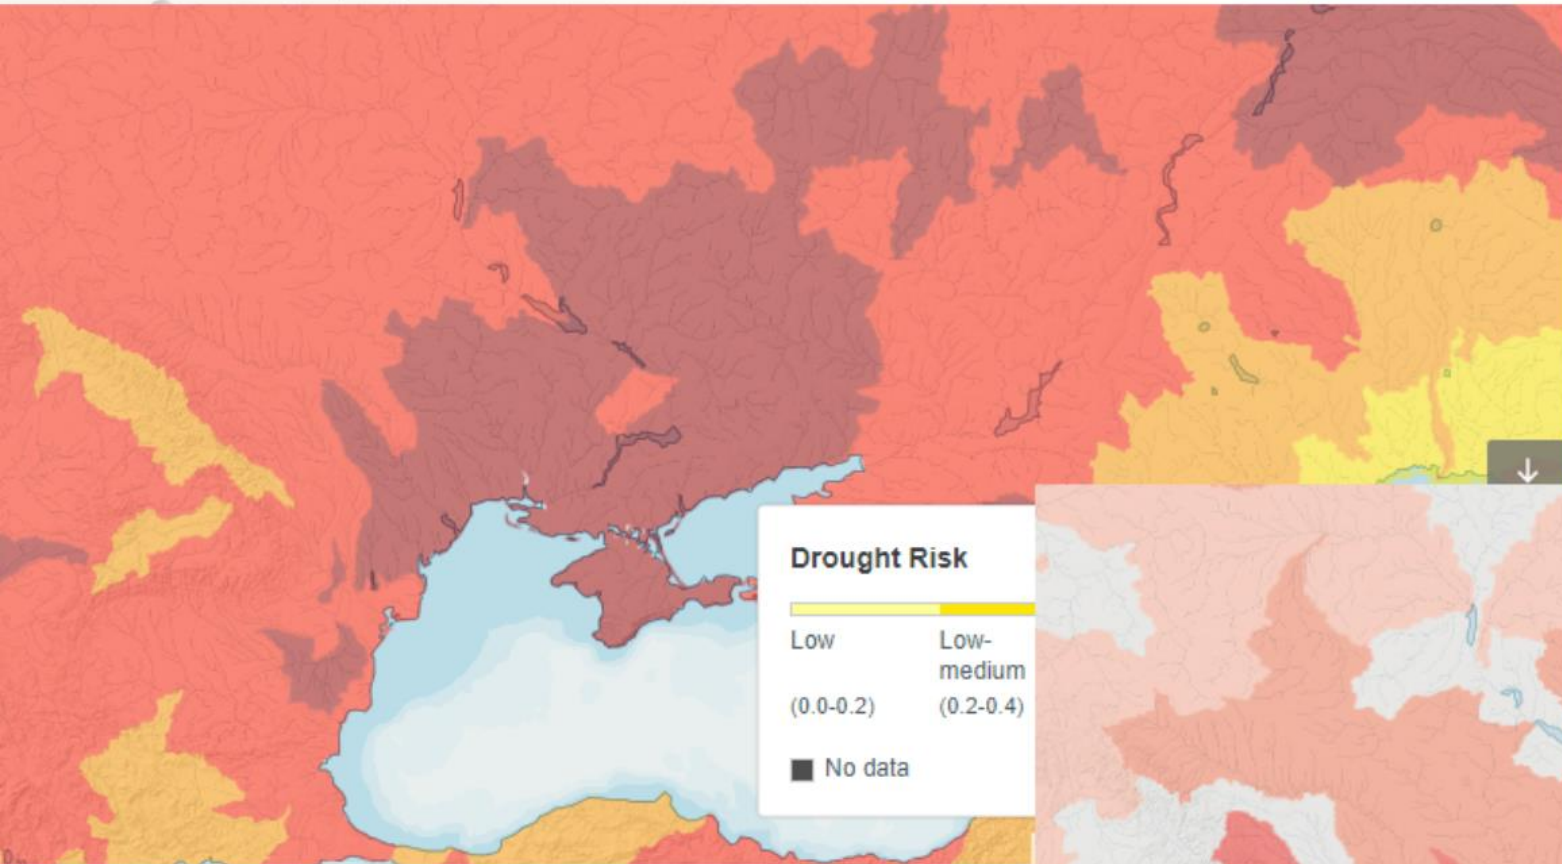 Drought Risk
Low Low-medium
(0.0-0.2) (0.2-0.4)
No data